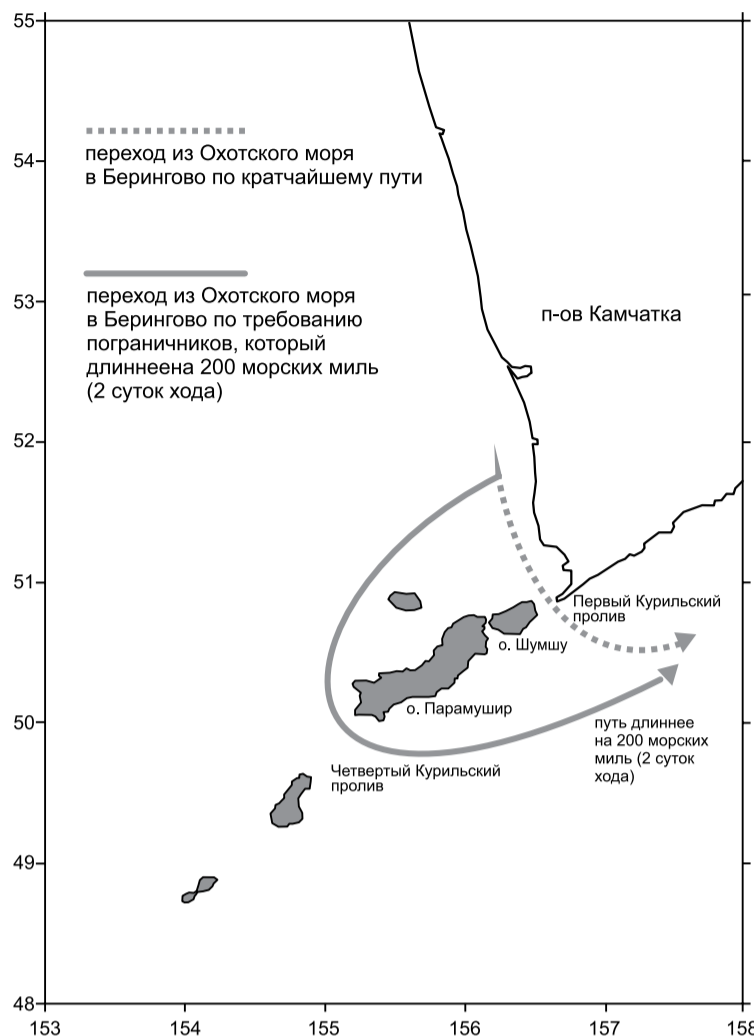 55
54
53
52
51
50
49
48
153
154
155
156
157
158
переход из Охотского моря
в Берингово по кратчайшему пути
переход из Охотского моря
в Берингово по требованию
пограничников, который
длиннеена 200 морских миль
(2 суток хода)
п-ов Камчатка
Первый Курильский
пролив
о. Шумшу
о. Парамушир
путь длиннее
на 200 морских
миль (2 суток
хода)
Четвертый Курильский
пролив